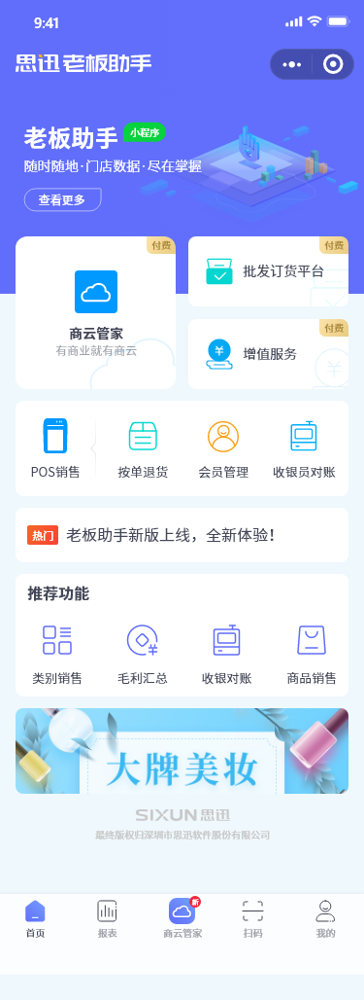 9:41
思迅老板助手
老板助手 小程序
随时随地·门店数据·尽在掌握
查看更多
付费
商云管家
有商业就有商云
付费
批发订货平台
付费
增值服务
POS销售
按单退货
会员管理
收银员对账
热门 老板助手新版上线，全新体验！
推荐功能
类别销售
毛利汇总
收银对账
商品销售
大牌美妆
SIXUN 思迅
最终版权归深圳市思迅软件股份有限公司
新
首页
报表
商云管家
扫码
我的